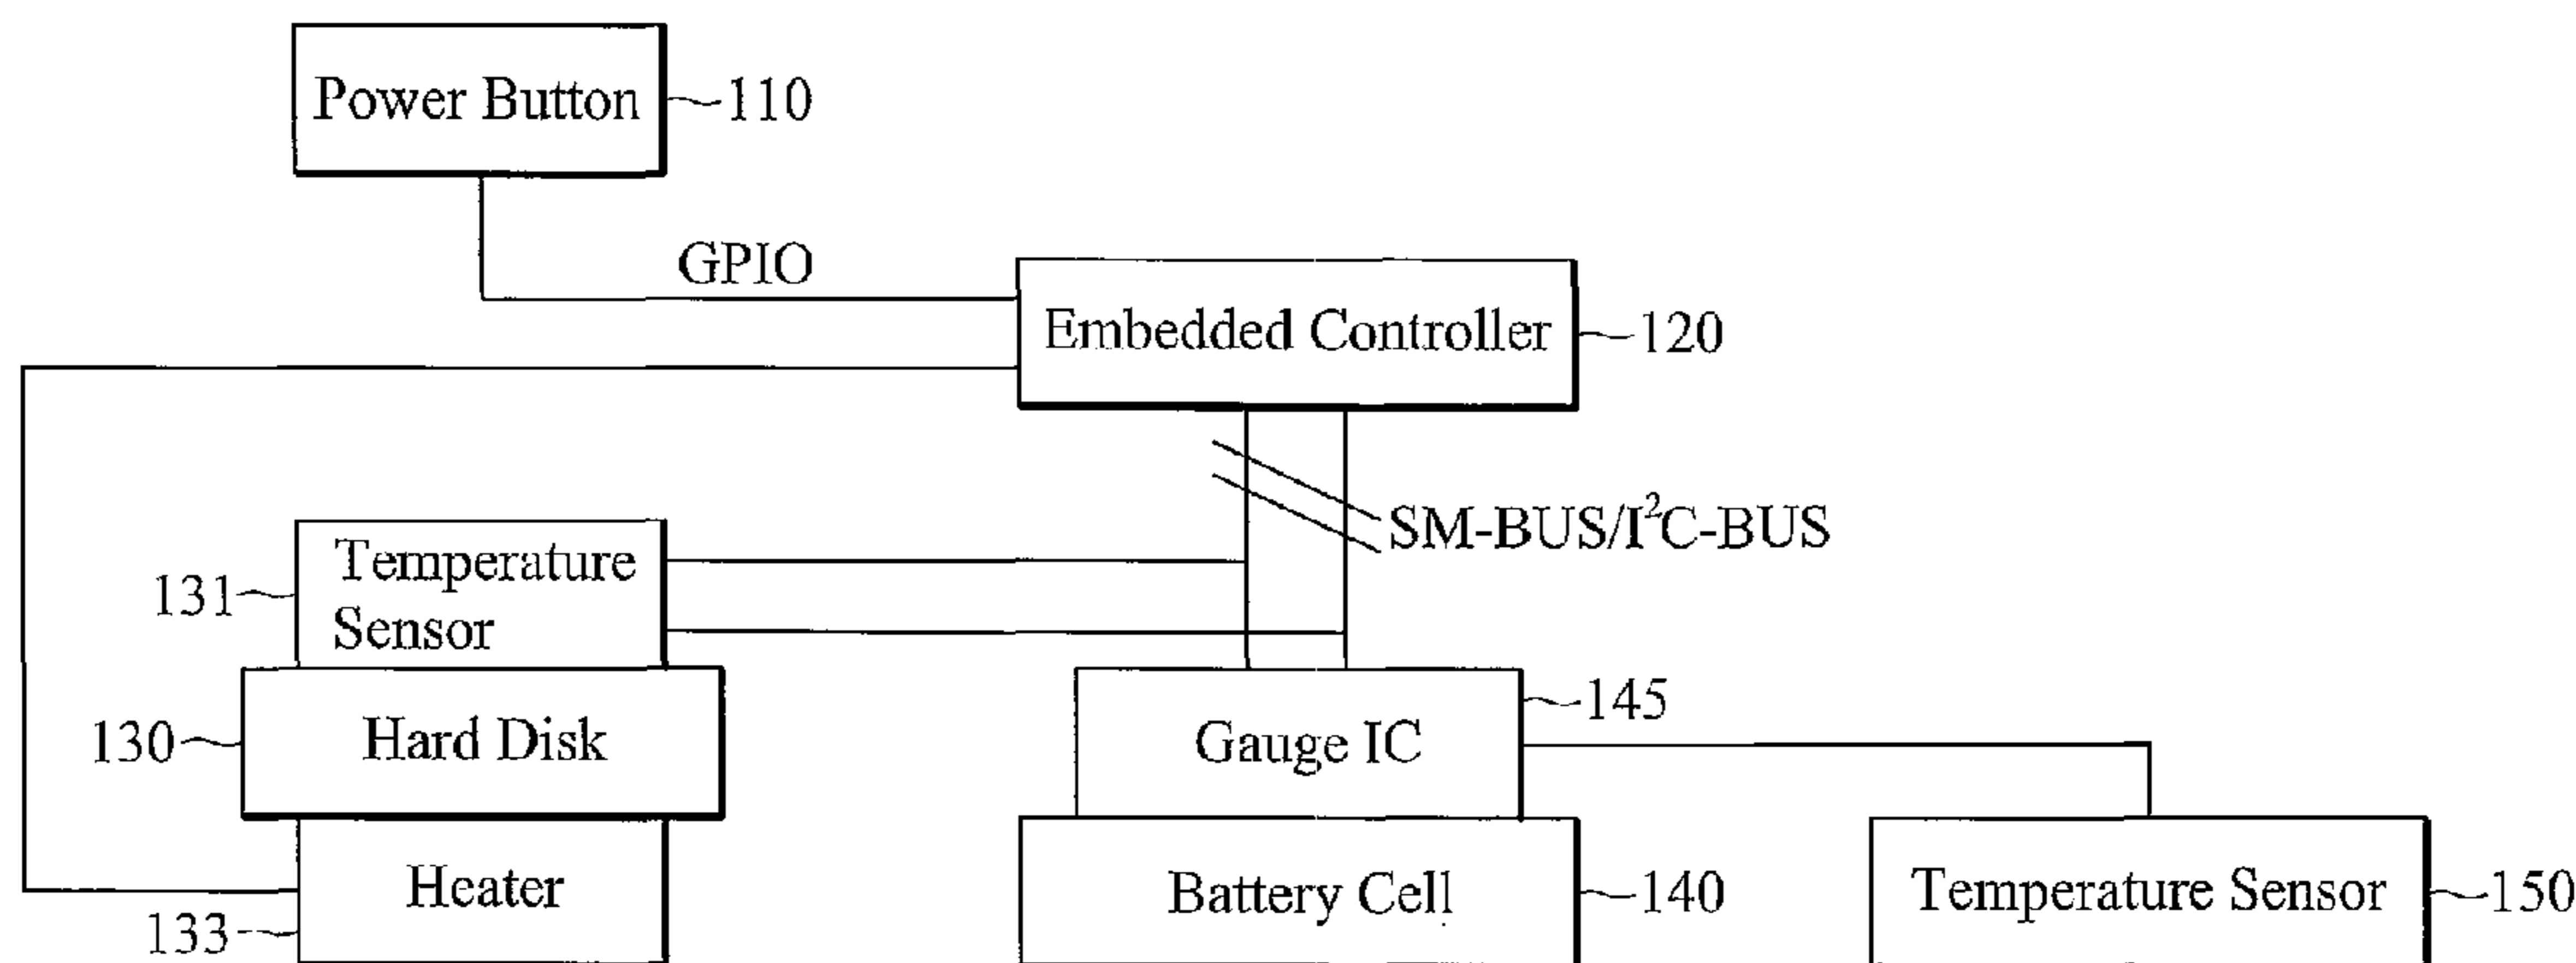 Power Button
110
GPIO
Embedded Controller
120
SM-BUS/I²C-BUS
Temperature
Sensor
131
145
Hard Disk
130
Gauge IC
Heater
133
Battery Cell
140
Temperature Sensor
150